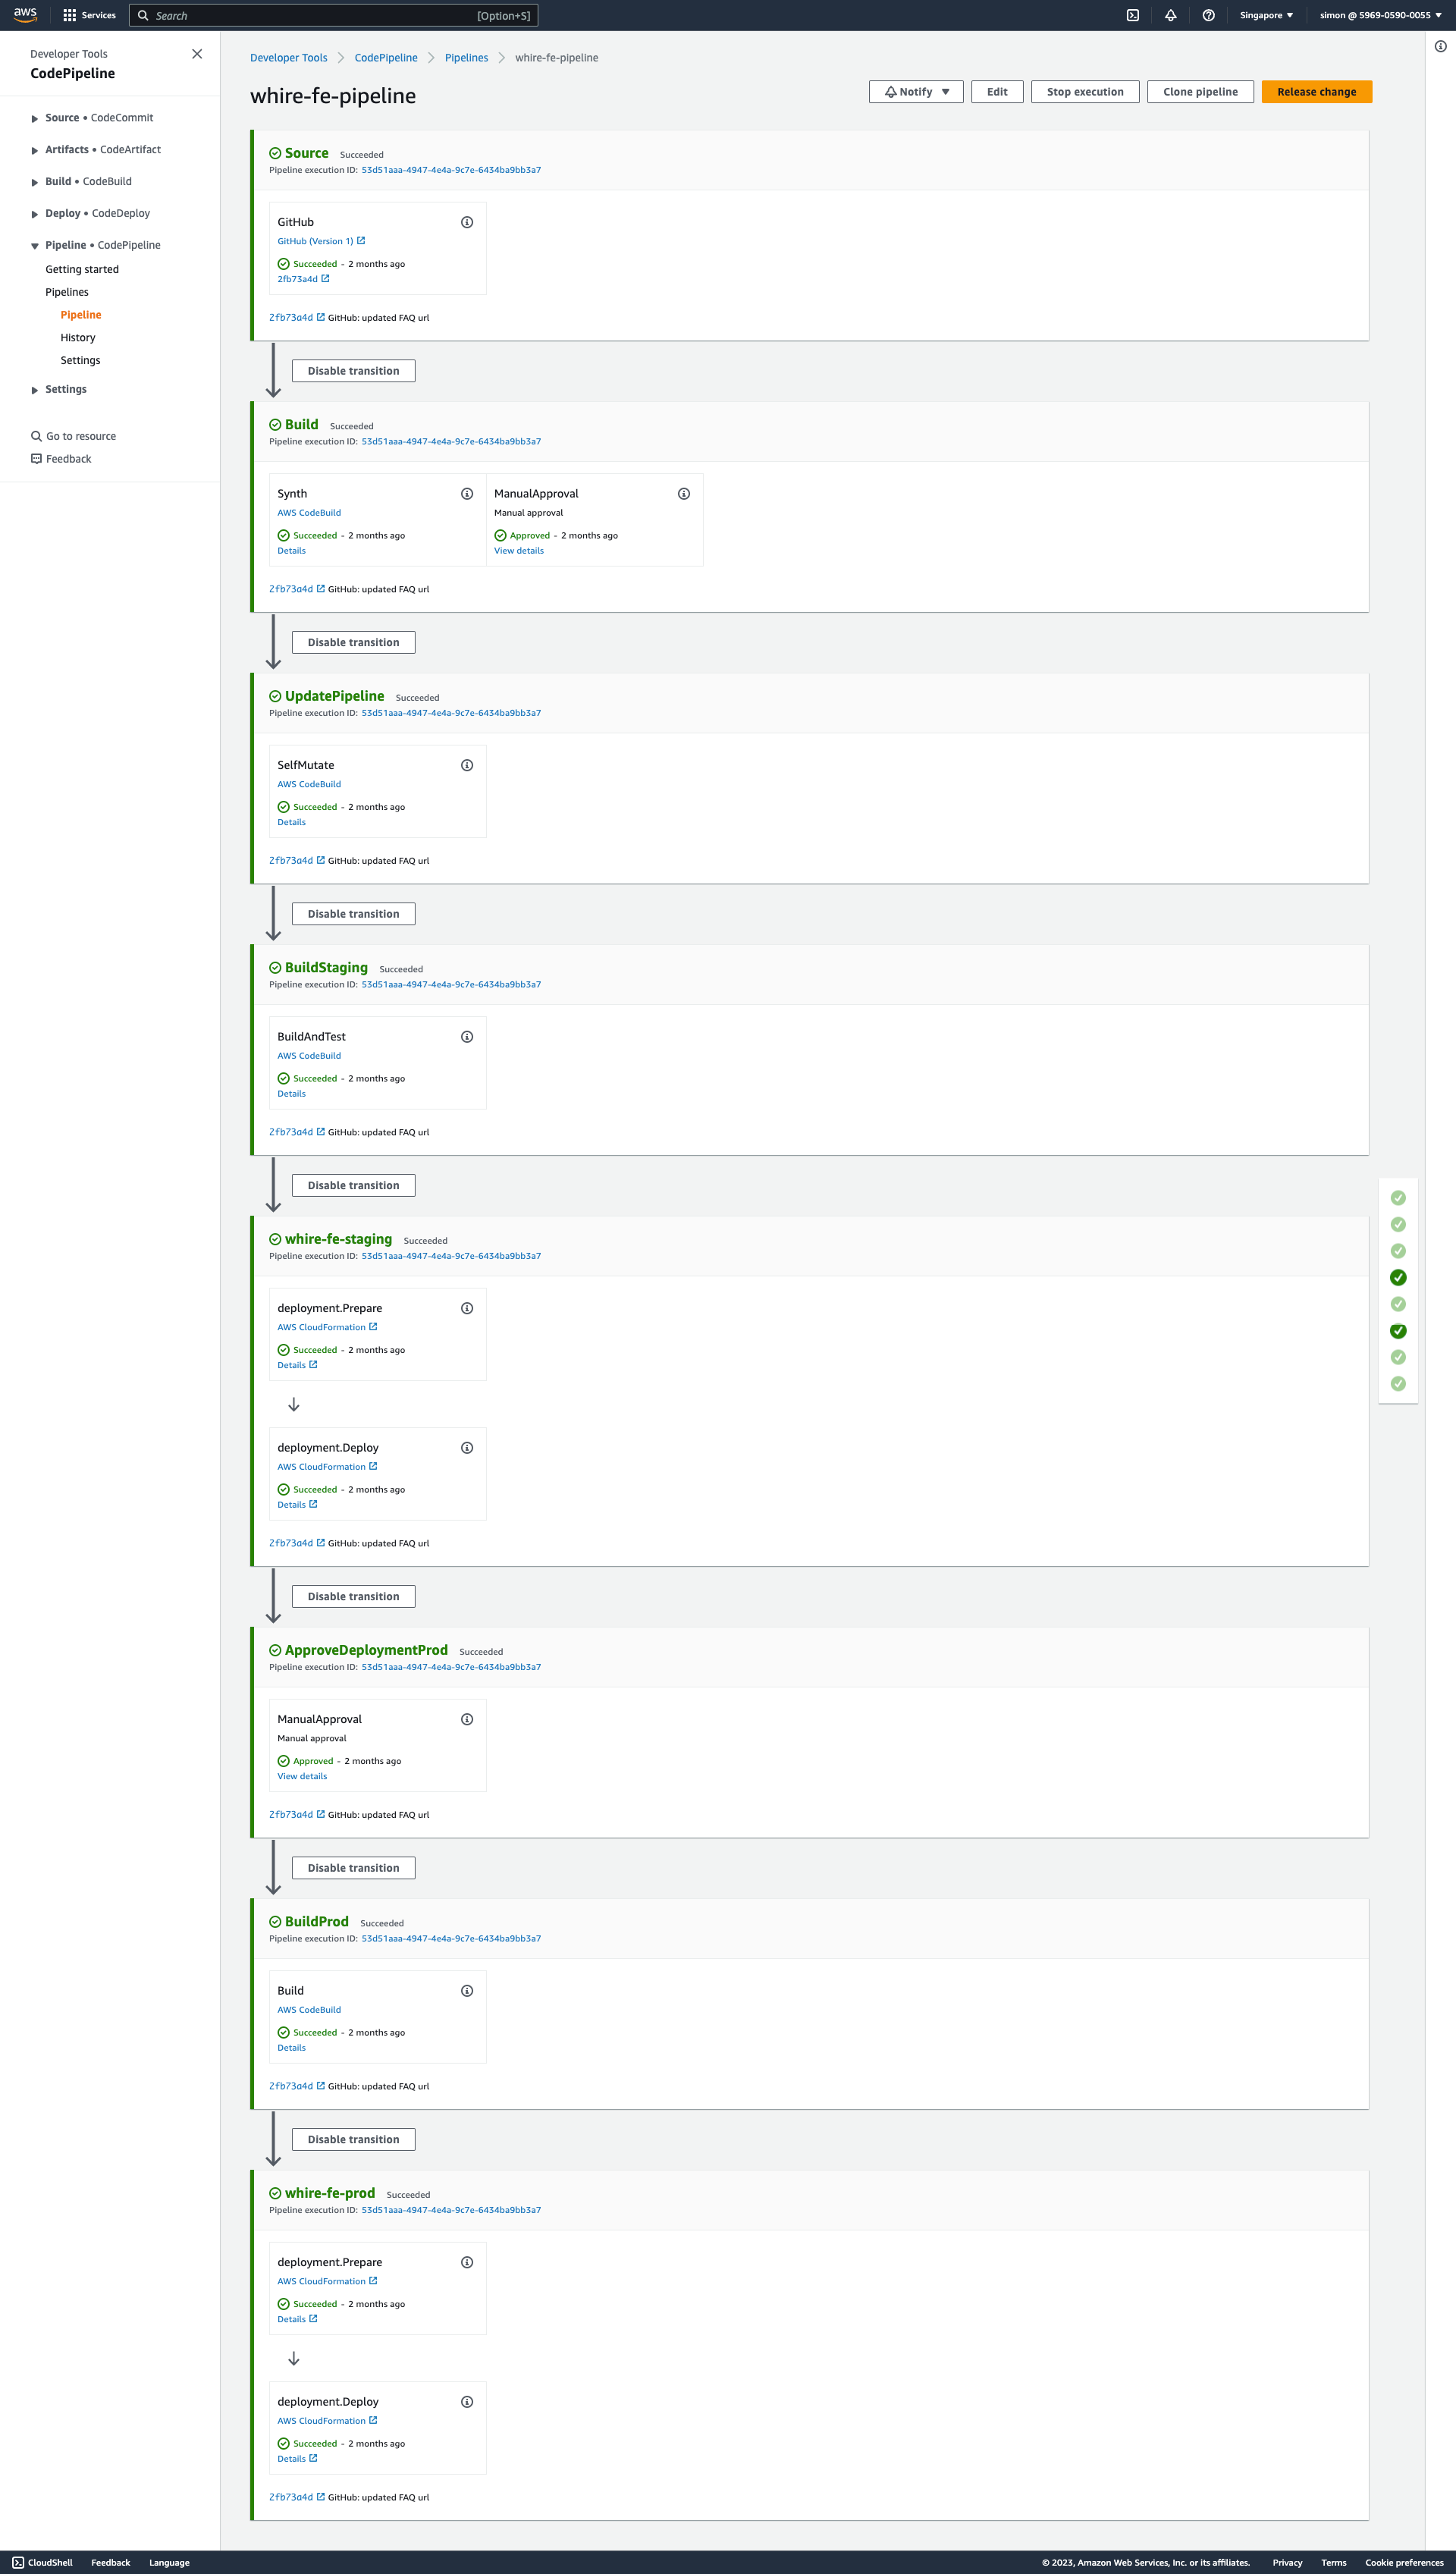 aws
Services
Search
[Option+S]
Singapore
simon @ 5969-0590-0055
Developer Tools
CodePipeline
Source • CodeCommit
Artifacts • CodeArtifact
Build • CodeBuild
Deploy • CodeDeploy
Pipeline • CodePipeline
Getting started
Pipelines
Pipeline
History
Settings
Settings
Go to resource
Feedback
Developer Tools
CodePipeline
Pipelines
whire-fe-pipeline
whire-fe-pipeline
Notify
Edit
Stop execution
Clone pipeline
Release change
Source Succeeded
Pipeline execution ID: 53d51aaa-4947-4e4a-9c7e-6434ba9bb3a7
GitHub
GitHub (Version 1)
Succeeded - 2 months ago
2fb73a4d
2fb73a4d GitHub: updated FAQ url
Disable transition
Build Succeeded
Pipeline execution ID: 53d51aaa-4947-4e4a-9c7e-6434ba9bb3a7
Synth
AWS CodeBuild
Succeeded - 2 months ago
Details
ManualApproval
Manual approval
Approved - 2 months ago
View details
2fb73a4d GitHub: updated FAQ url
Disable transition
UpdatePipeline Succeeded
Pipeline execution ID: 53d51aaa-4947-4e4a-9c7e-6434ba9bb3a7
SelfMutate
AWS CodeBuild
Succeeded - 2 months ago
Details
2fb73a4d GitHub: updated FAQ url
Disable transition
BuildStaging Succeeded
Pipeline execution ID: 53d51aaa-4947-4e4a-9c7e-6434ba9bb3a7
BuildAndTest
AWS CodeBuild
Succeeded - 2 months ago
Details
2fb73a4d GitHub: updated FAQ url
Disable transition
whire-fe-staging Succeeded
Pipeline execution ID: 53d51aaa-4947-4e4a-9c7e-6434ba9bb3a7
deployment.Prepare
AWS CloudFormation
Succeeded - 2 months ago
Details
deployment.Deploy
AWS CloudFormation
Succeeded - 2 months ago
Details
2fb73a4d GitHub: updated FAQ url
Disable transition
ApproveDeploymentProd Succeeded
Pipeline execution ID: 53d51aaa-4947-4e4a-9c7e-6434ba9bb3a7
ManualApproval
Manual approval
Approved - 2 months ago
View details
2fb73a4d GitHub: updated FAQ url
Disable transition
BuildProd Succeeded
Pipeline execution ID: 53d51aaa-4947-4e4a-9c7e-6434ba9bb3a7
Build
AWS CodeBuild
Succeeded - 2 months ago
Details
2fb73a4d GitHub: updated FAQ url
Disable transition
whire-fe-prod Succeeded
Pipeline execution ID: 53d51aaa-4947-4e4a-9c7e-6434ba9bb3a7
deployment.Prepare
AWS CloudFormation
Succeeded - 2 months ago
Details
deployment.Deploy
AWS CloudFormation
Succeeded - 2 months ago
Details
2fb73a4d GitHub: updated FAQ url
CloudShell
Feedback
Language
© 2023, Amazon Web Services, Inc. or its affiliates.
Privacy
Terms
Cookie preferences